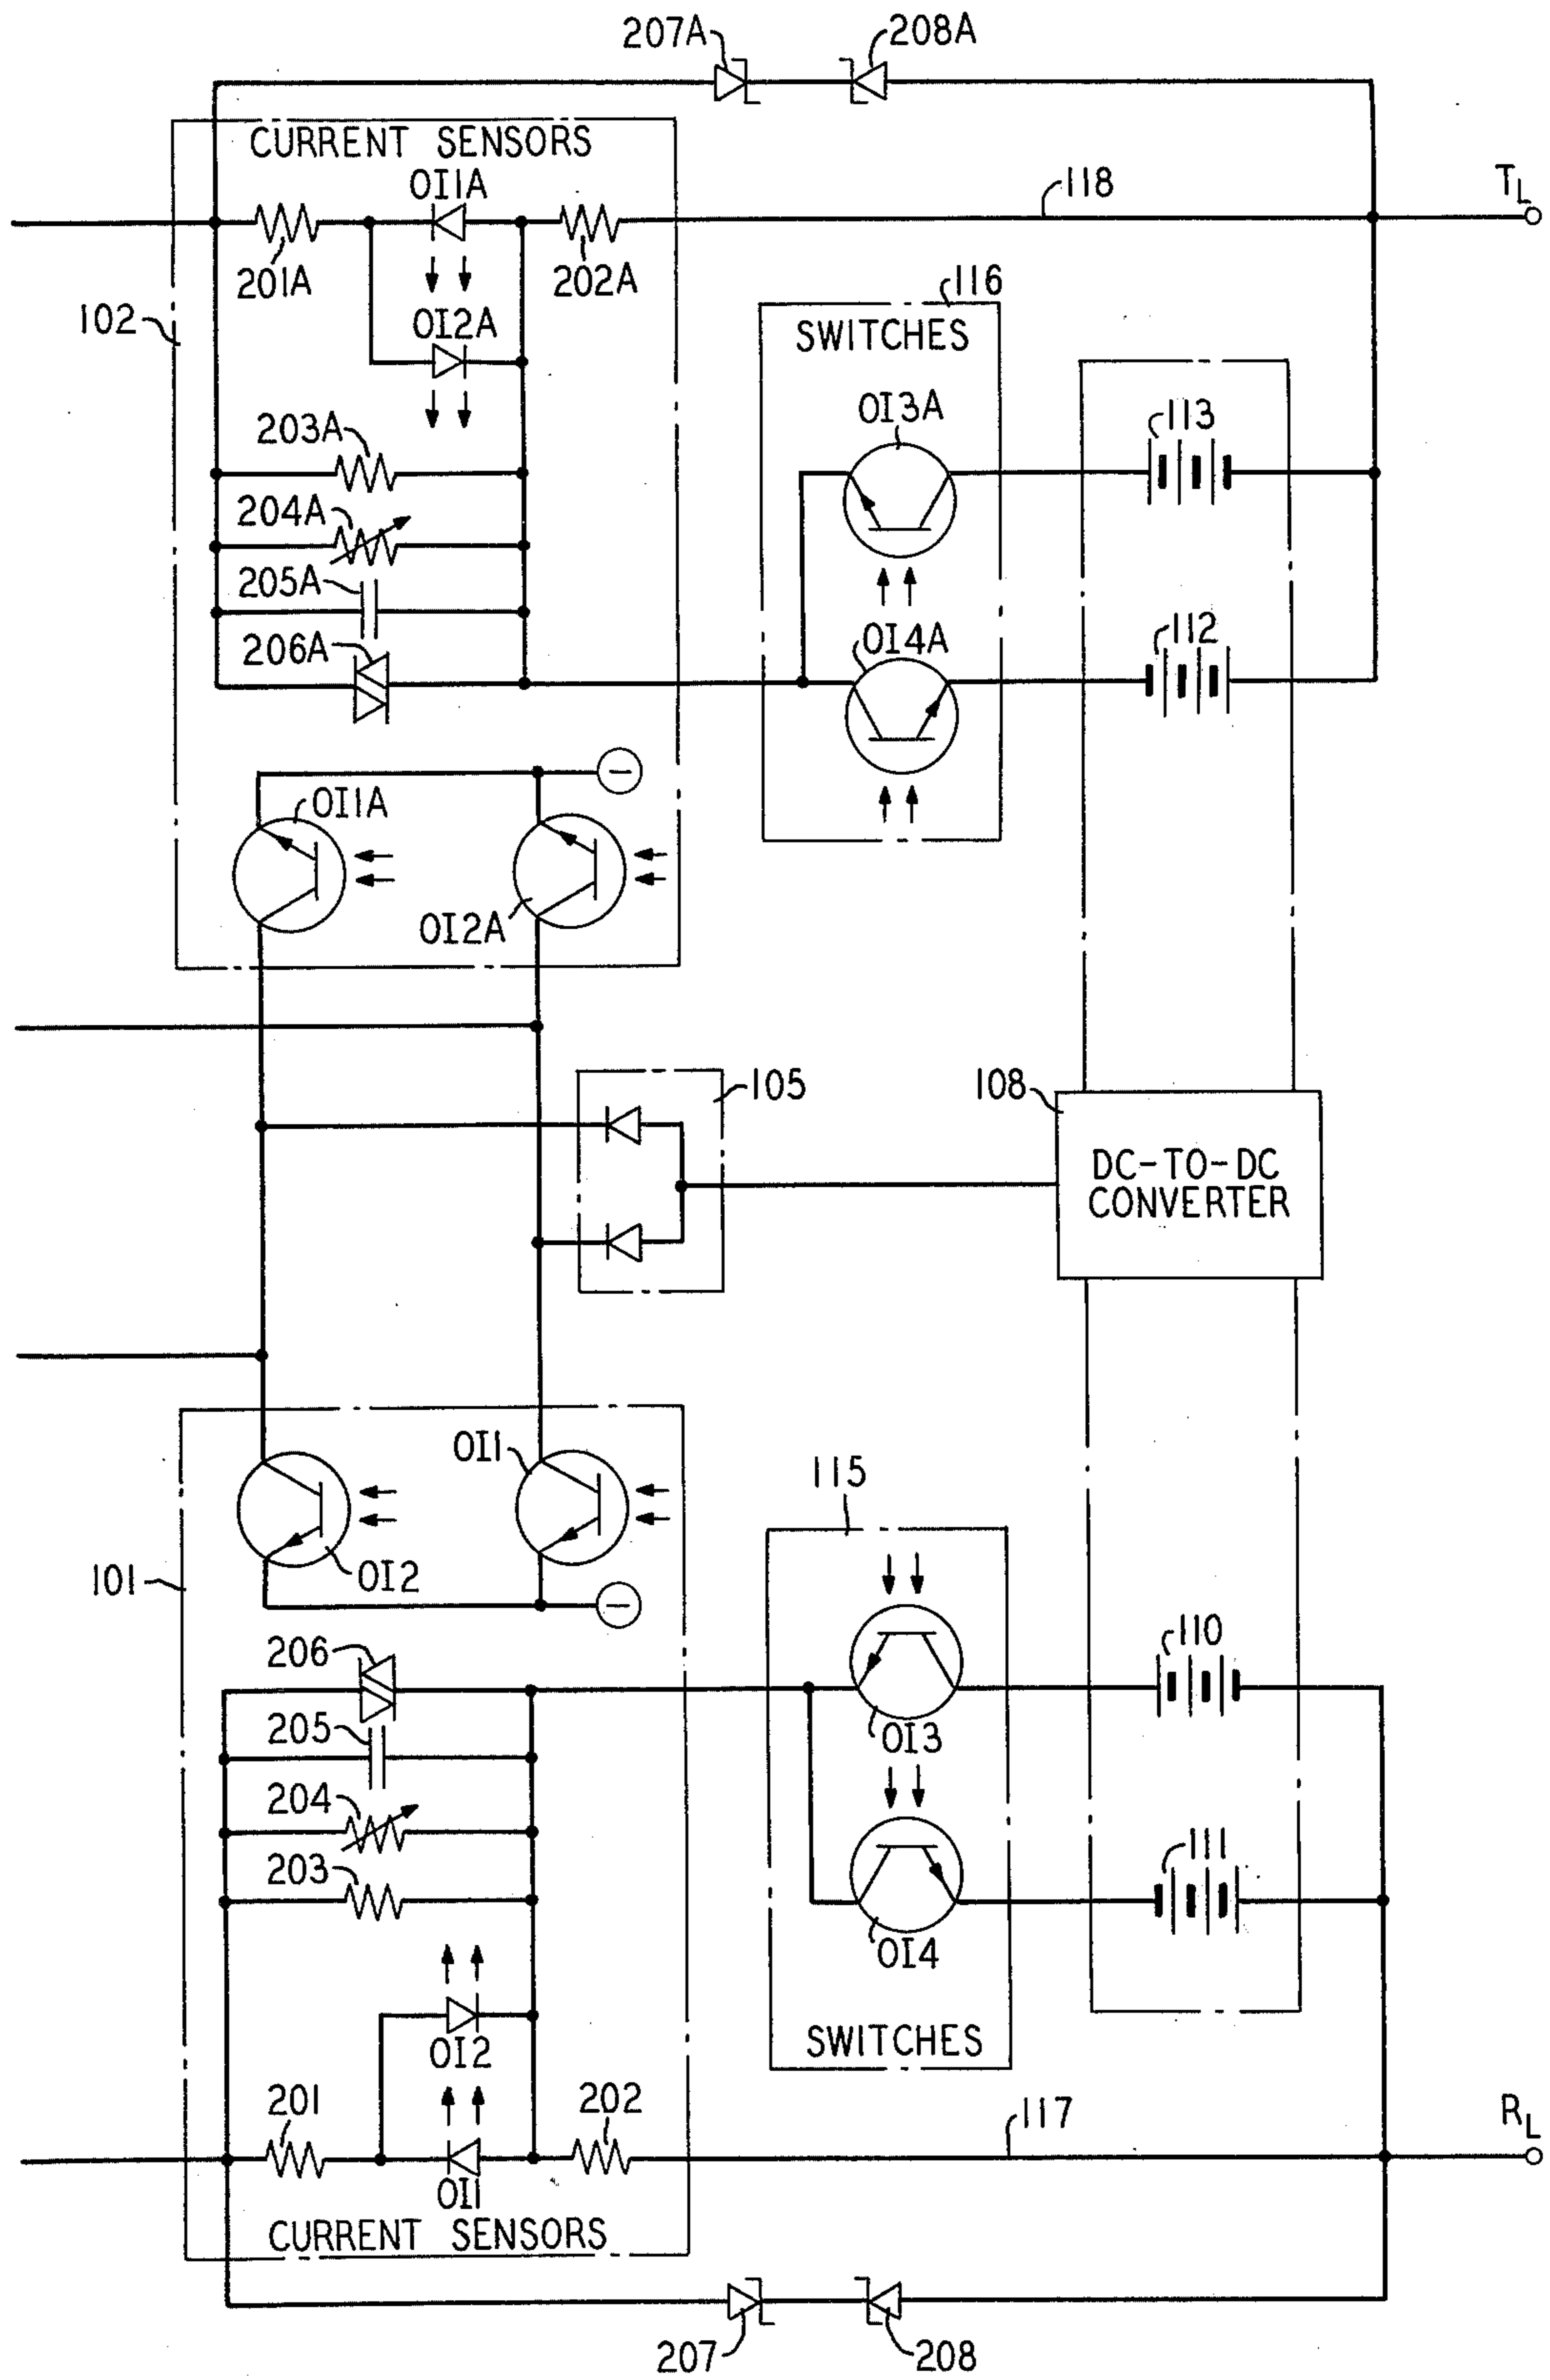 207A
208A
CURRENT SENSORS
OI1A
118
TL
201A
202A
116
102
OI2A
SWITCHES
OI3A
113
203A
204A
205A
OI4A
112
206A
−
OI1A
OI2A
105
108
DC-TO-DC
CONVERTER
OI1
115
101
OI2
−
206
110
205
OI3
204
203
111
OI4
OI2
SWITCHES
201
202
117
RL
OI1
CURRENT SENSORS
207
208